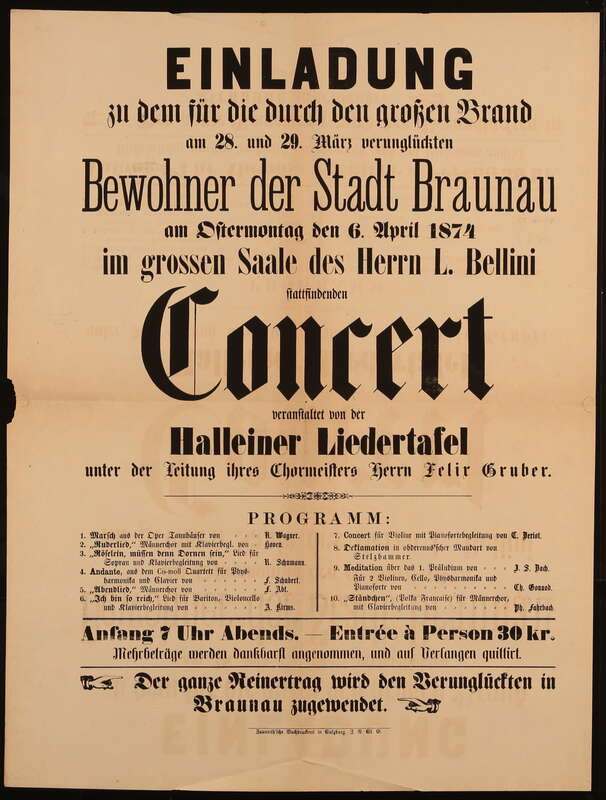 EINLADUNG
zu dem für die durch den großen Brand
am 28. und 29. März verunglückten
Bewohner der Stadt Braunau
am Ostermontag den 6. April 1874
im grossen Saale des Herrn L. Bellini
stattfindenden
Concert
veranstaltet von der
Halleiner Liedertafel
unter der Leitung ihres Chormeisters Herrn Felix Gruber.
PROGRAMM:
1. Marsch aus der Oper Tannhäuser von R. Wagner.
2. „Ruderlied,“ Männerchor mit Klavierbegl. von Hoven.
3. „Röselein, müssen denn Dornen sein,“ Lied für
Sopran und Klavierbegleitung von R. Schumann.
4. Andante, aus dem Es-moll Quartett für Phys-
harmonika und Clavier von F. Schubert.
5. „Abendlied,“ Männerchor von F. Abt.
6. „Ich bin so reich,“ Lied für Bariton, Violoncello
und Klavierbegleitung von
7. Concert für Violine mit Pianofortebegleitung von C. Beriot.
8. Deklamation in obderenns'scher Mundart von
Stelzhammer.
9. Meditation über das 1. Präludium von J. S. Bach.
Für 2 Violinen, Cello, Physharmonika und
Pianoforte von Ch. Gounod.
10. „Ständchen“, (Polka Française) für Männerchor,
mit Klavierbegleitung von Ph. Fahrbach.
Anfang 7 Uhr Abends. — Entrée à Person 30 kr.
Mehrbeträge werden dankbarst angenommen, und auf Verlangen quittirt.
Der ganze Reinertrag wird den Verunglückten in
Braunau zugewendet.
Buchdruckerei in Salzburg.